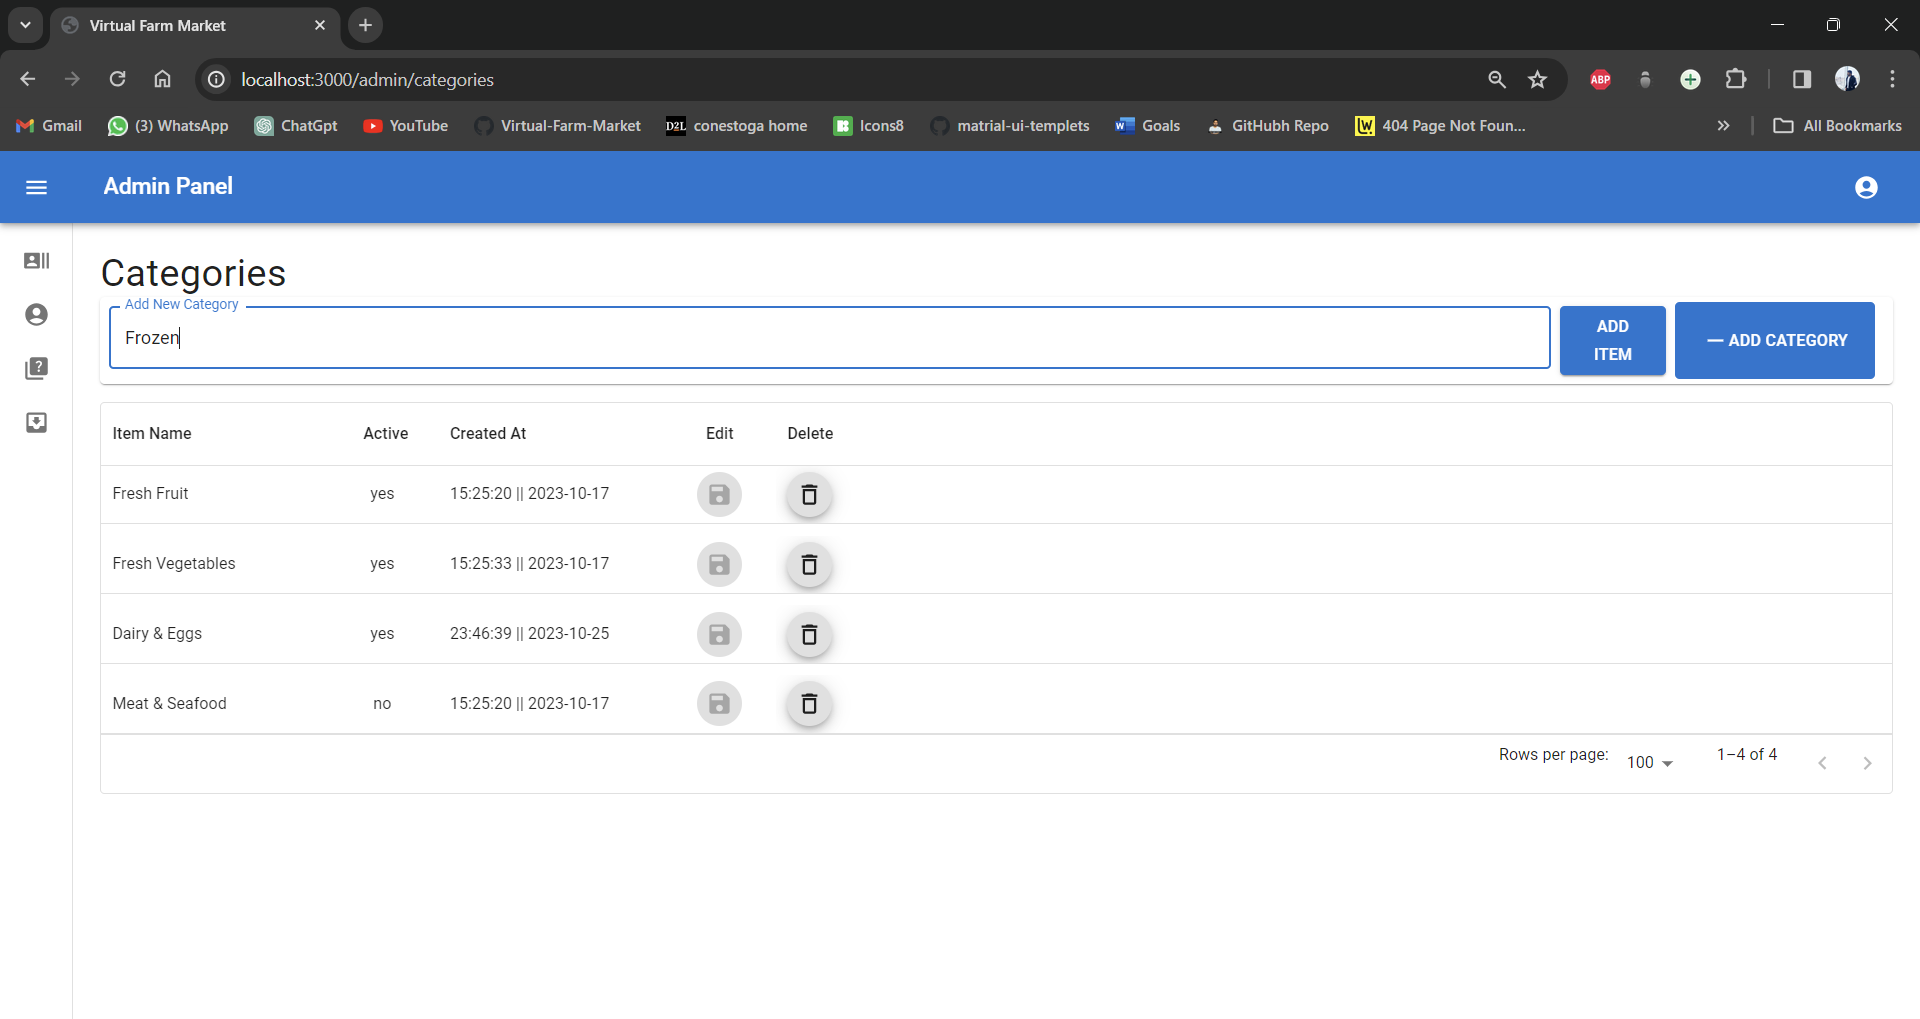 Virtual Farm Market
localhost:3000/admin/categories
ABP
Gmail
(3) WhatsApp
ChatGpt
YouTube
Virtual-Farm-Market
D2L conestoga home
Icons8
matrial-ui-templets
Goals
GitHubh Repo
LW 404 Page Not Foun...
All Bookmarks
Admin Panel
Categories
Add New Category
Frozen
ADD
ITEM
— ADD CATEGORY
Item Name Active Created At Edit Delete
Fresh Fruit yes 15:25:20 || 2023-10-17
Fresh Vegetables yes 15:25:33 || 2023-10-17
Dairy & Eggs yes 23:46:39 || 2023-10-25
Meat & Seafood no 15:25:20 || 2023-10-17
Rows per page: 100 1–4 of 4